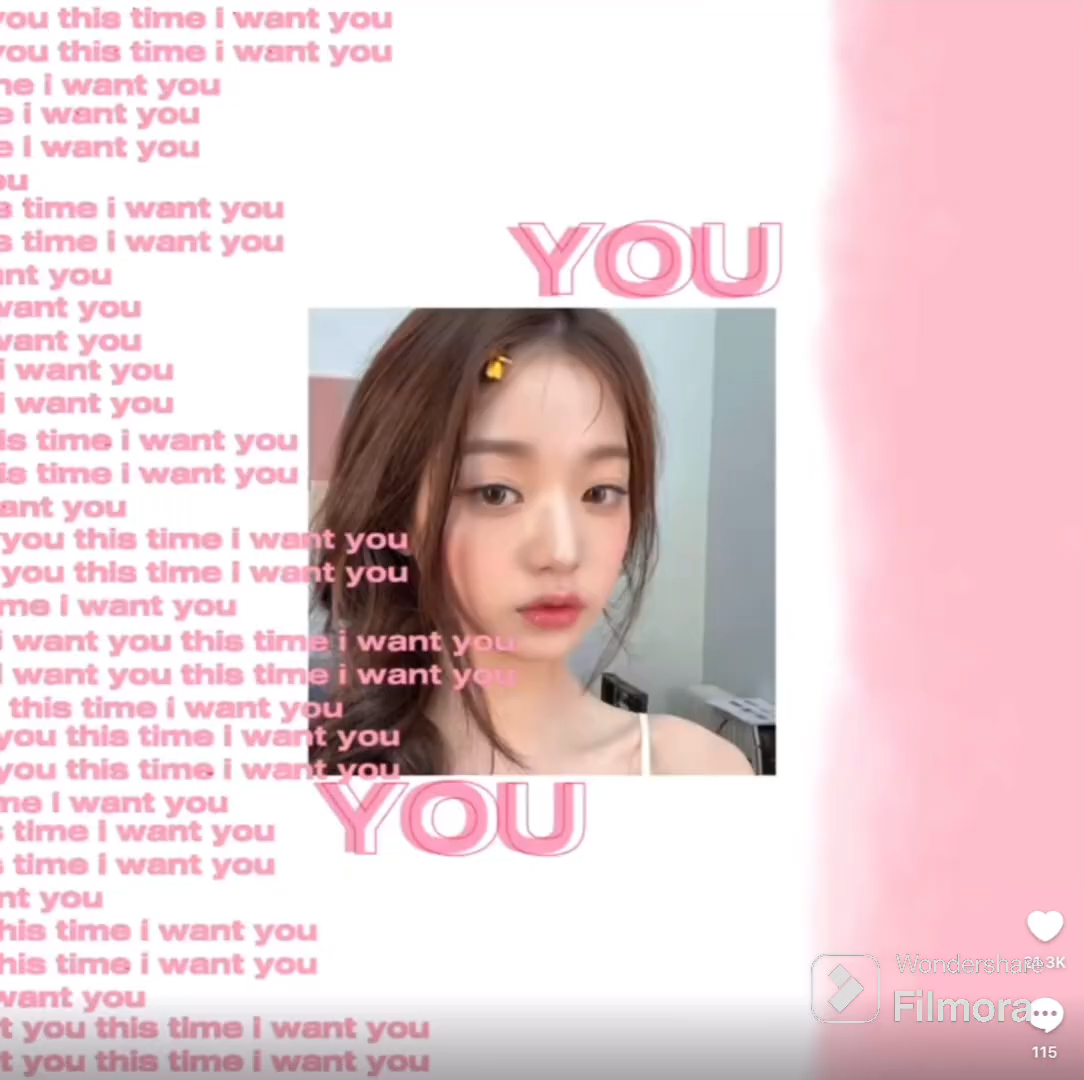 you this time i want you
you this time i want you
me i want you
e i want you
e i want you
ou
s time i want you
YOU
s time i want you
ant you
want you
want you
i want you
i want you
is time i want you
is time i want you
ant you
you this time i want you
you this time i want you
me i want you
i want you this time i want you
i want you this time i want you
this time i want you
you this time i want you
you this time i want you
YOU
me i want you
s time i want you
s time i want you
nt you
his time i want you
his time i want you
want you
t you this time i want you
t you this time i want you
Wondershare
Filmora
21.3K
115